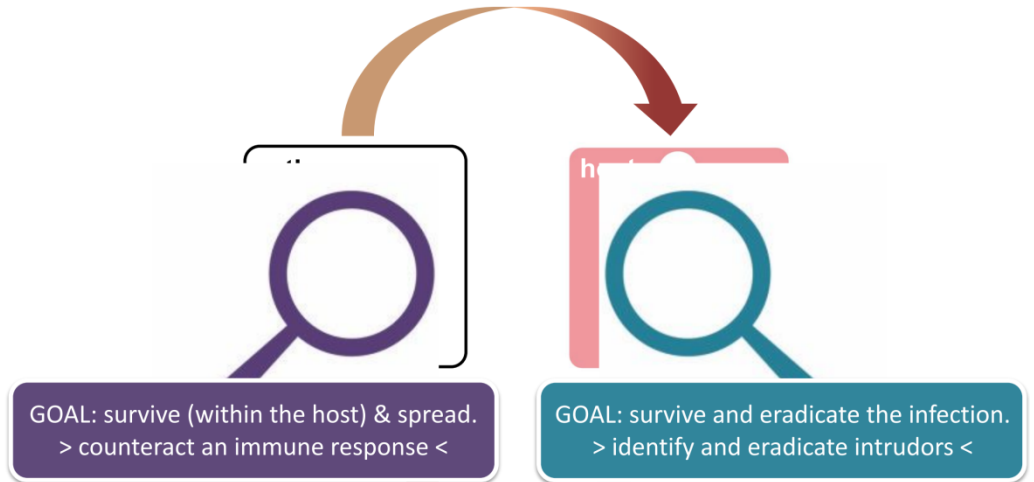 GOAL: survive (within the host) & spread.
> counteract an immune response <
GOAL: survive and eradicate the infection.
> identify and eradicate intrudors <